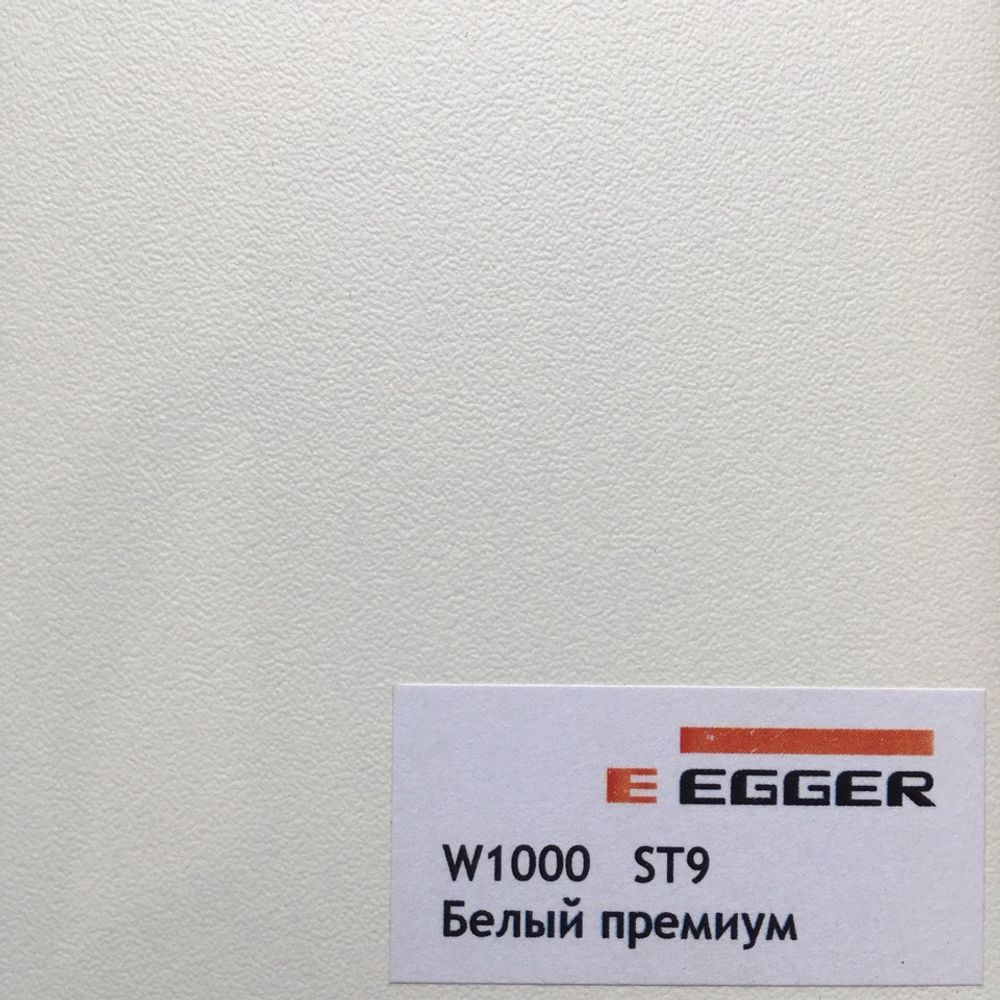 E EGGER
W1000 ST9
Белый премиум